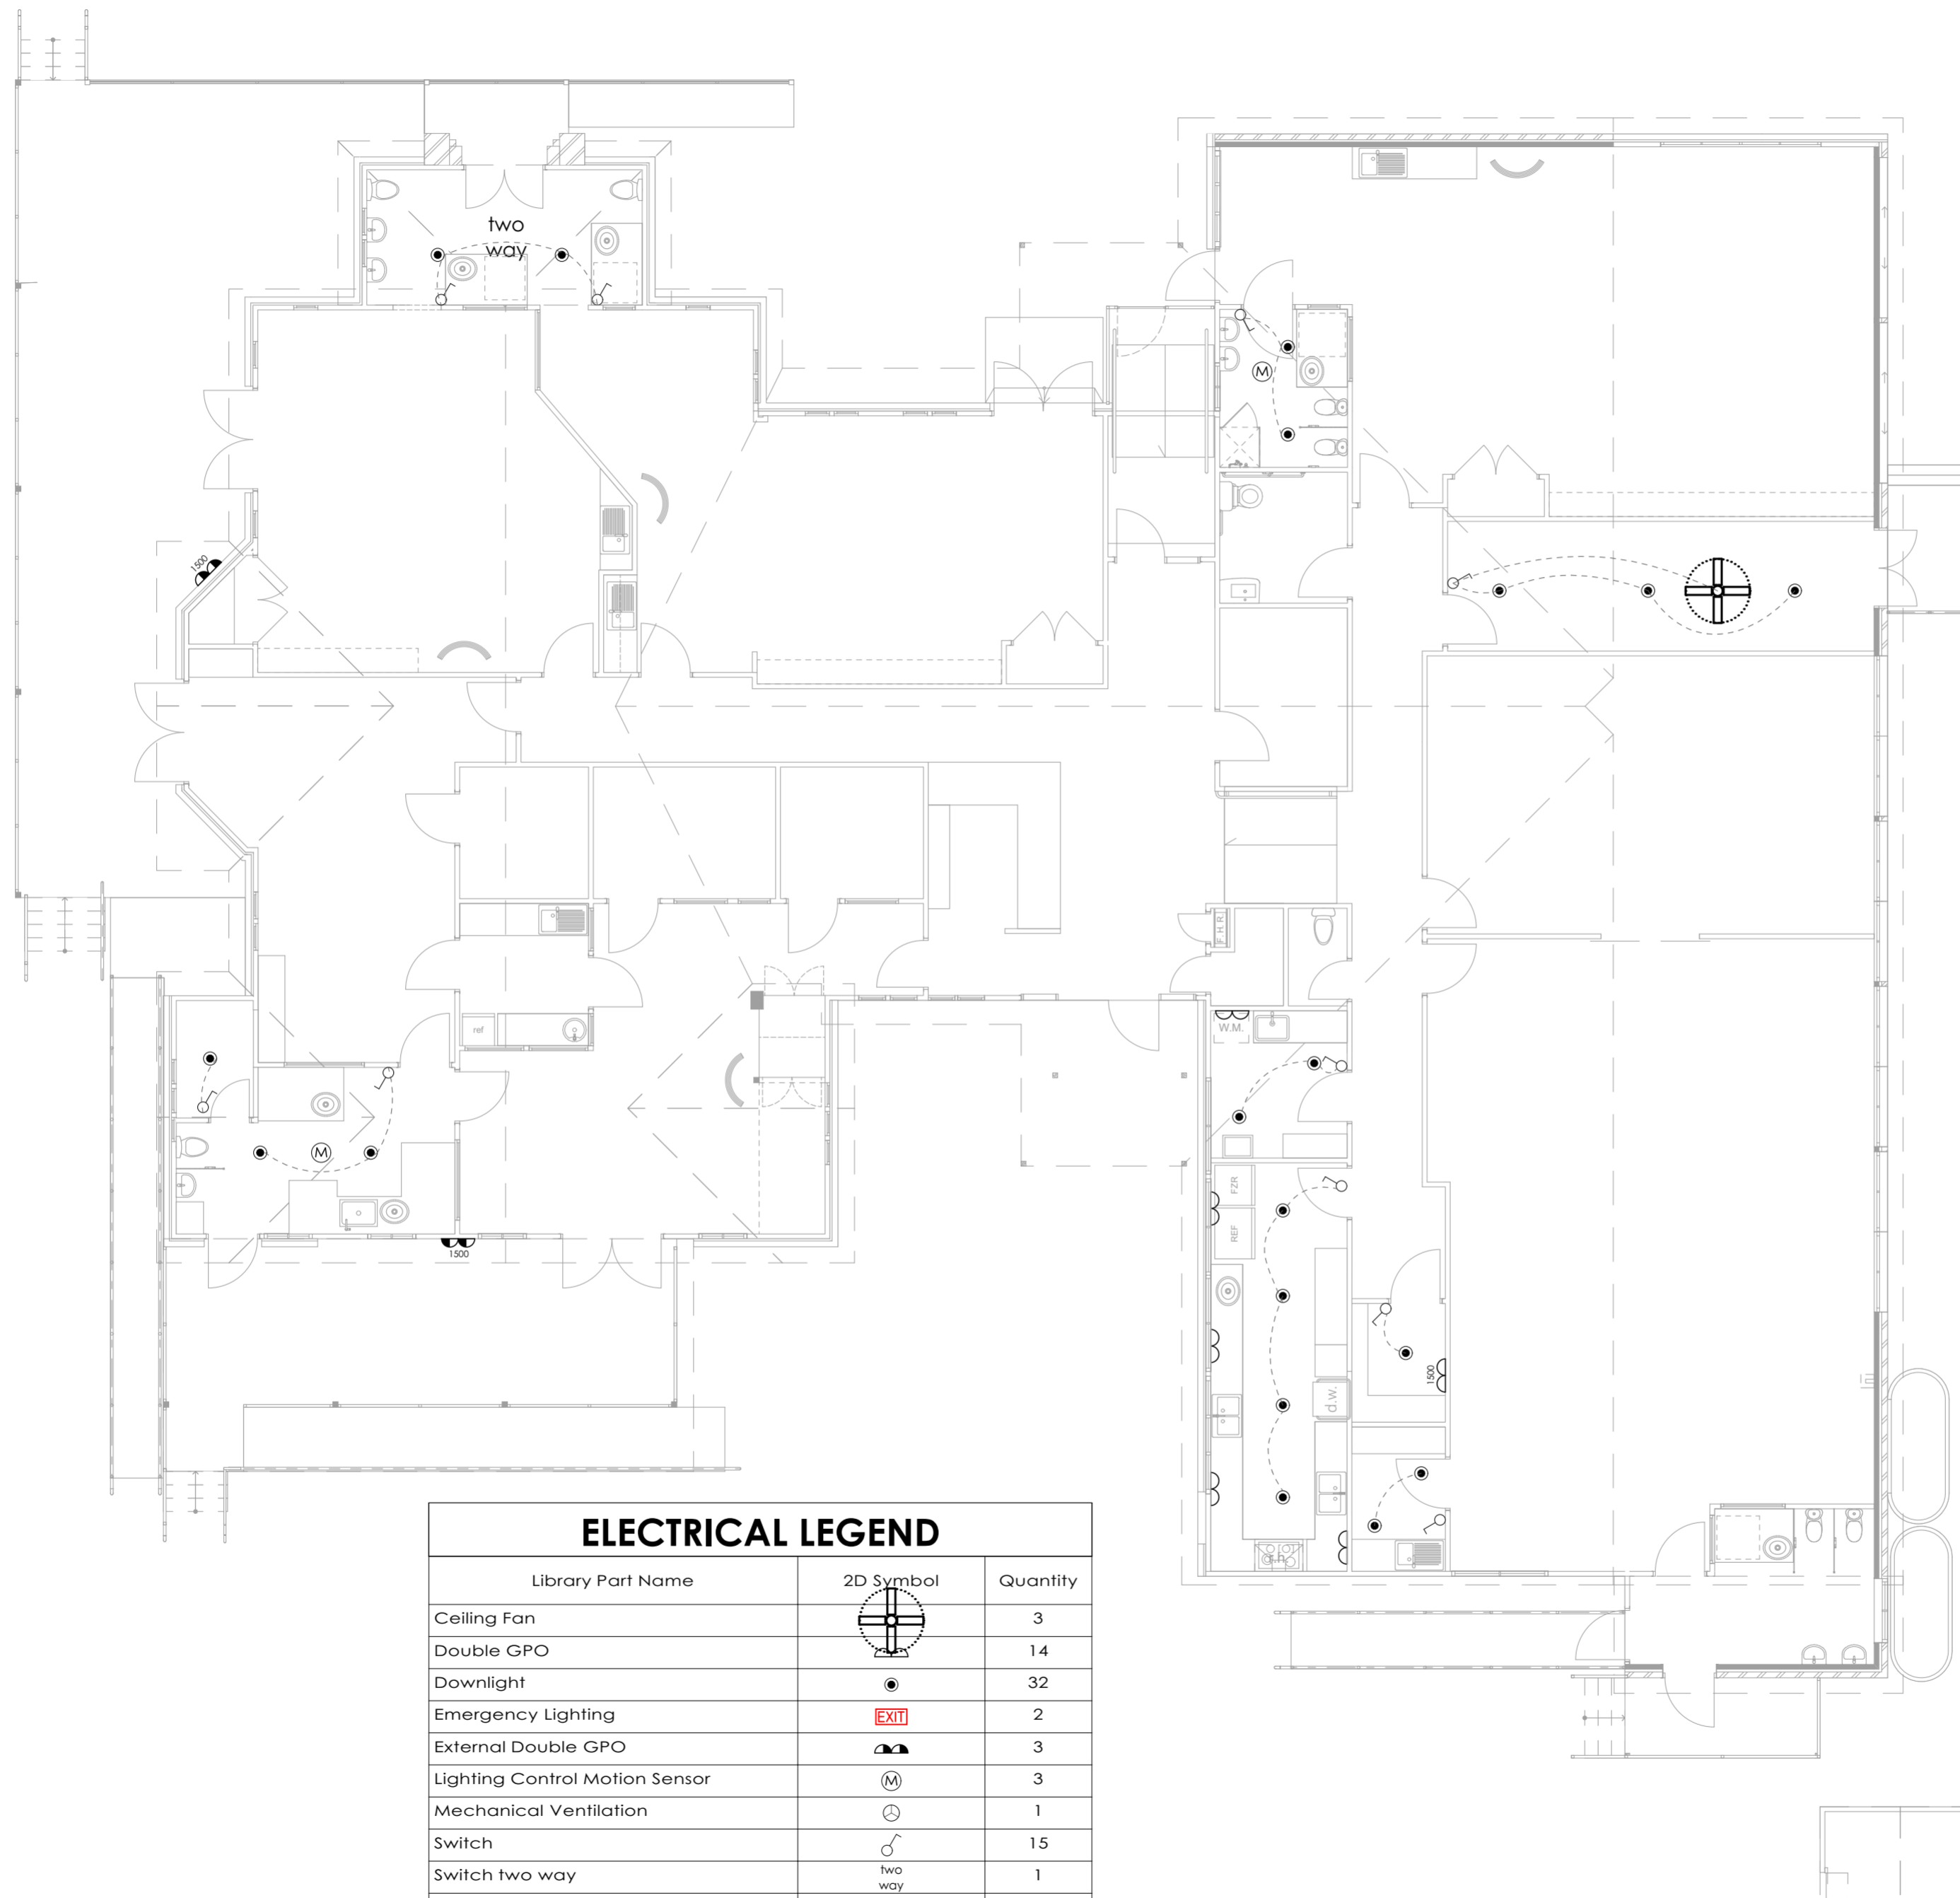 two
way
M
1500
ref
F. H. R.
W.M.
M
1500
FZR
REF
1500
d.w.
ELECTRICAL LEGEND
Library Part Name 2D Symbol Quantity
Ceiling Fan 3
Double GPO 14
Downlight 32
Emergency Lighting EXIT 2
External Double GPO 3
Lighting Control Motion Sensor M 3
Mechanical Ventilation 1
Switch 15
Switch two way two way 1